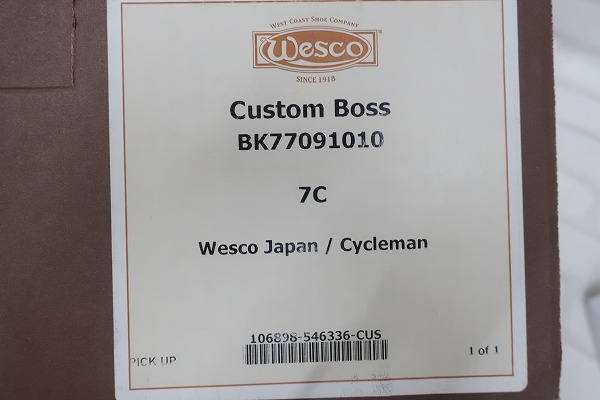 WEST COAST SHOE COMPANY
Wesco®
SINCE 1918
Custom Boss
BK77091010
7C
Wesco Japan / Cycleman
106898-546336-CUS
PICK UP
1 of 1